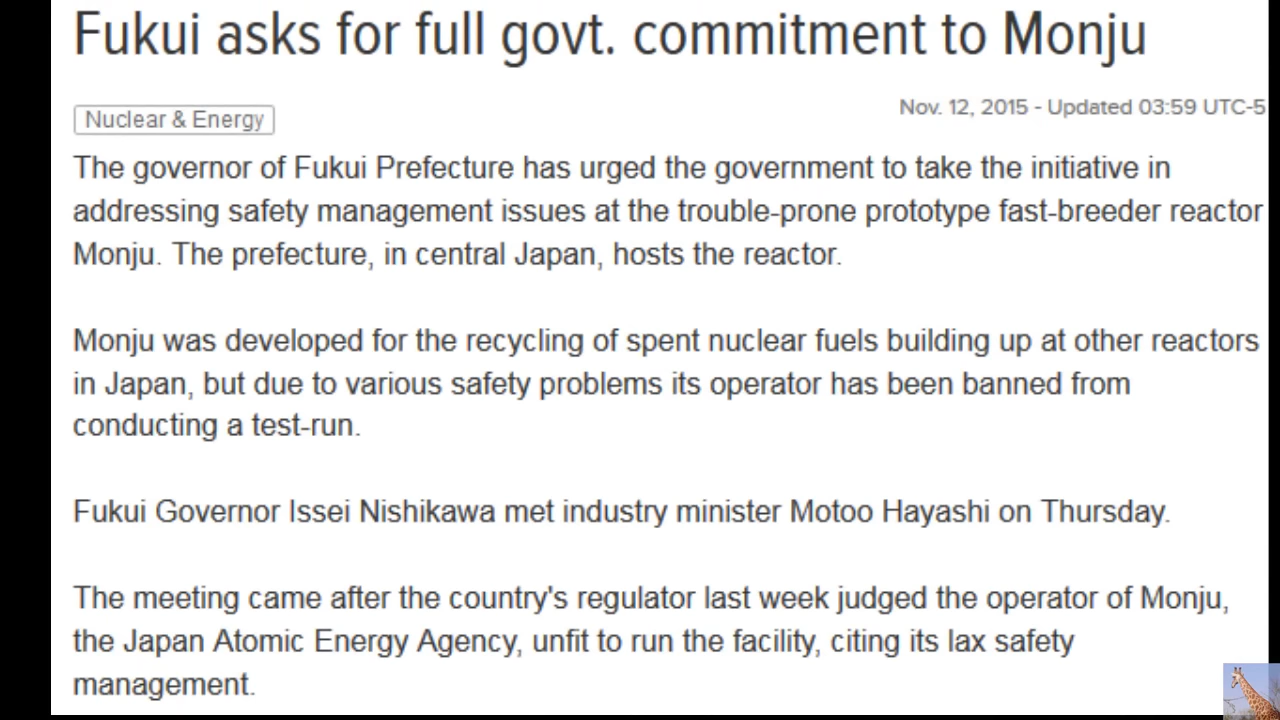 Fukui asks for full govt. commitment to Monju
Nuclear & Energy
Nov. 12, 2015 - Updated 03:59 UTC-5
The governor of Fukui Prefecture has urged the government to take the initiative in
addressing safety management issues at the trouble-prone prototype fast-breeder reactor
Monju. The prefecture, in central Japan, hosts the reactor.
Monju was developed for the recycling of spent nuclear fuels building up at other reactors
in Japan, but due to various safety problems its operator has been banned from
conducting a test-run.
Fukui Governor Issei Nishikawa met industry minister Motoo Hayashi on Thursday.
The meeting came after the country's regulator last week judged the operator of Monju,
the Japan Atomic Energy Agency, unfit to run the facility, citing its lax safety
management.